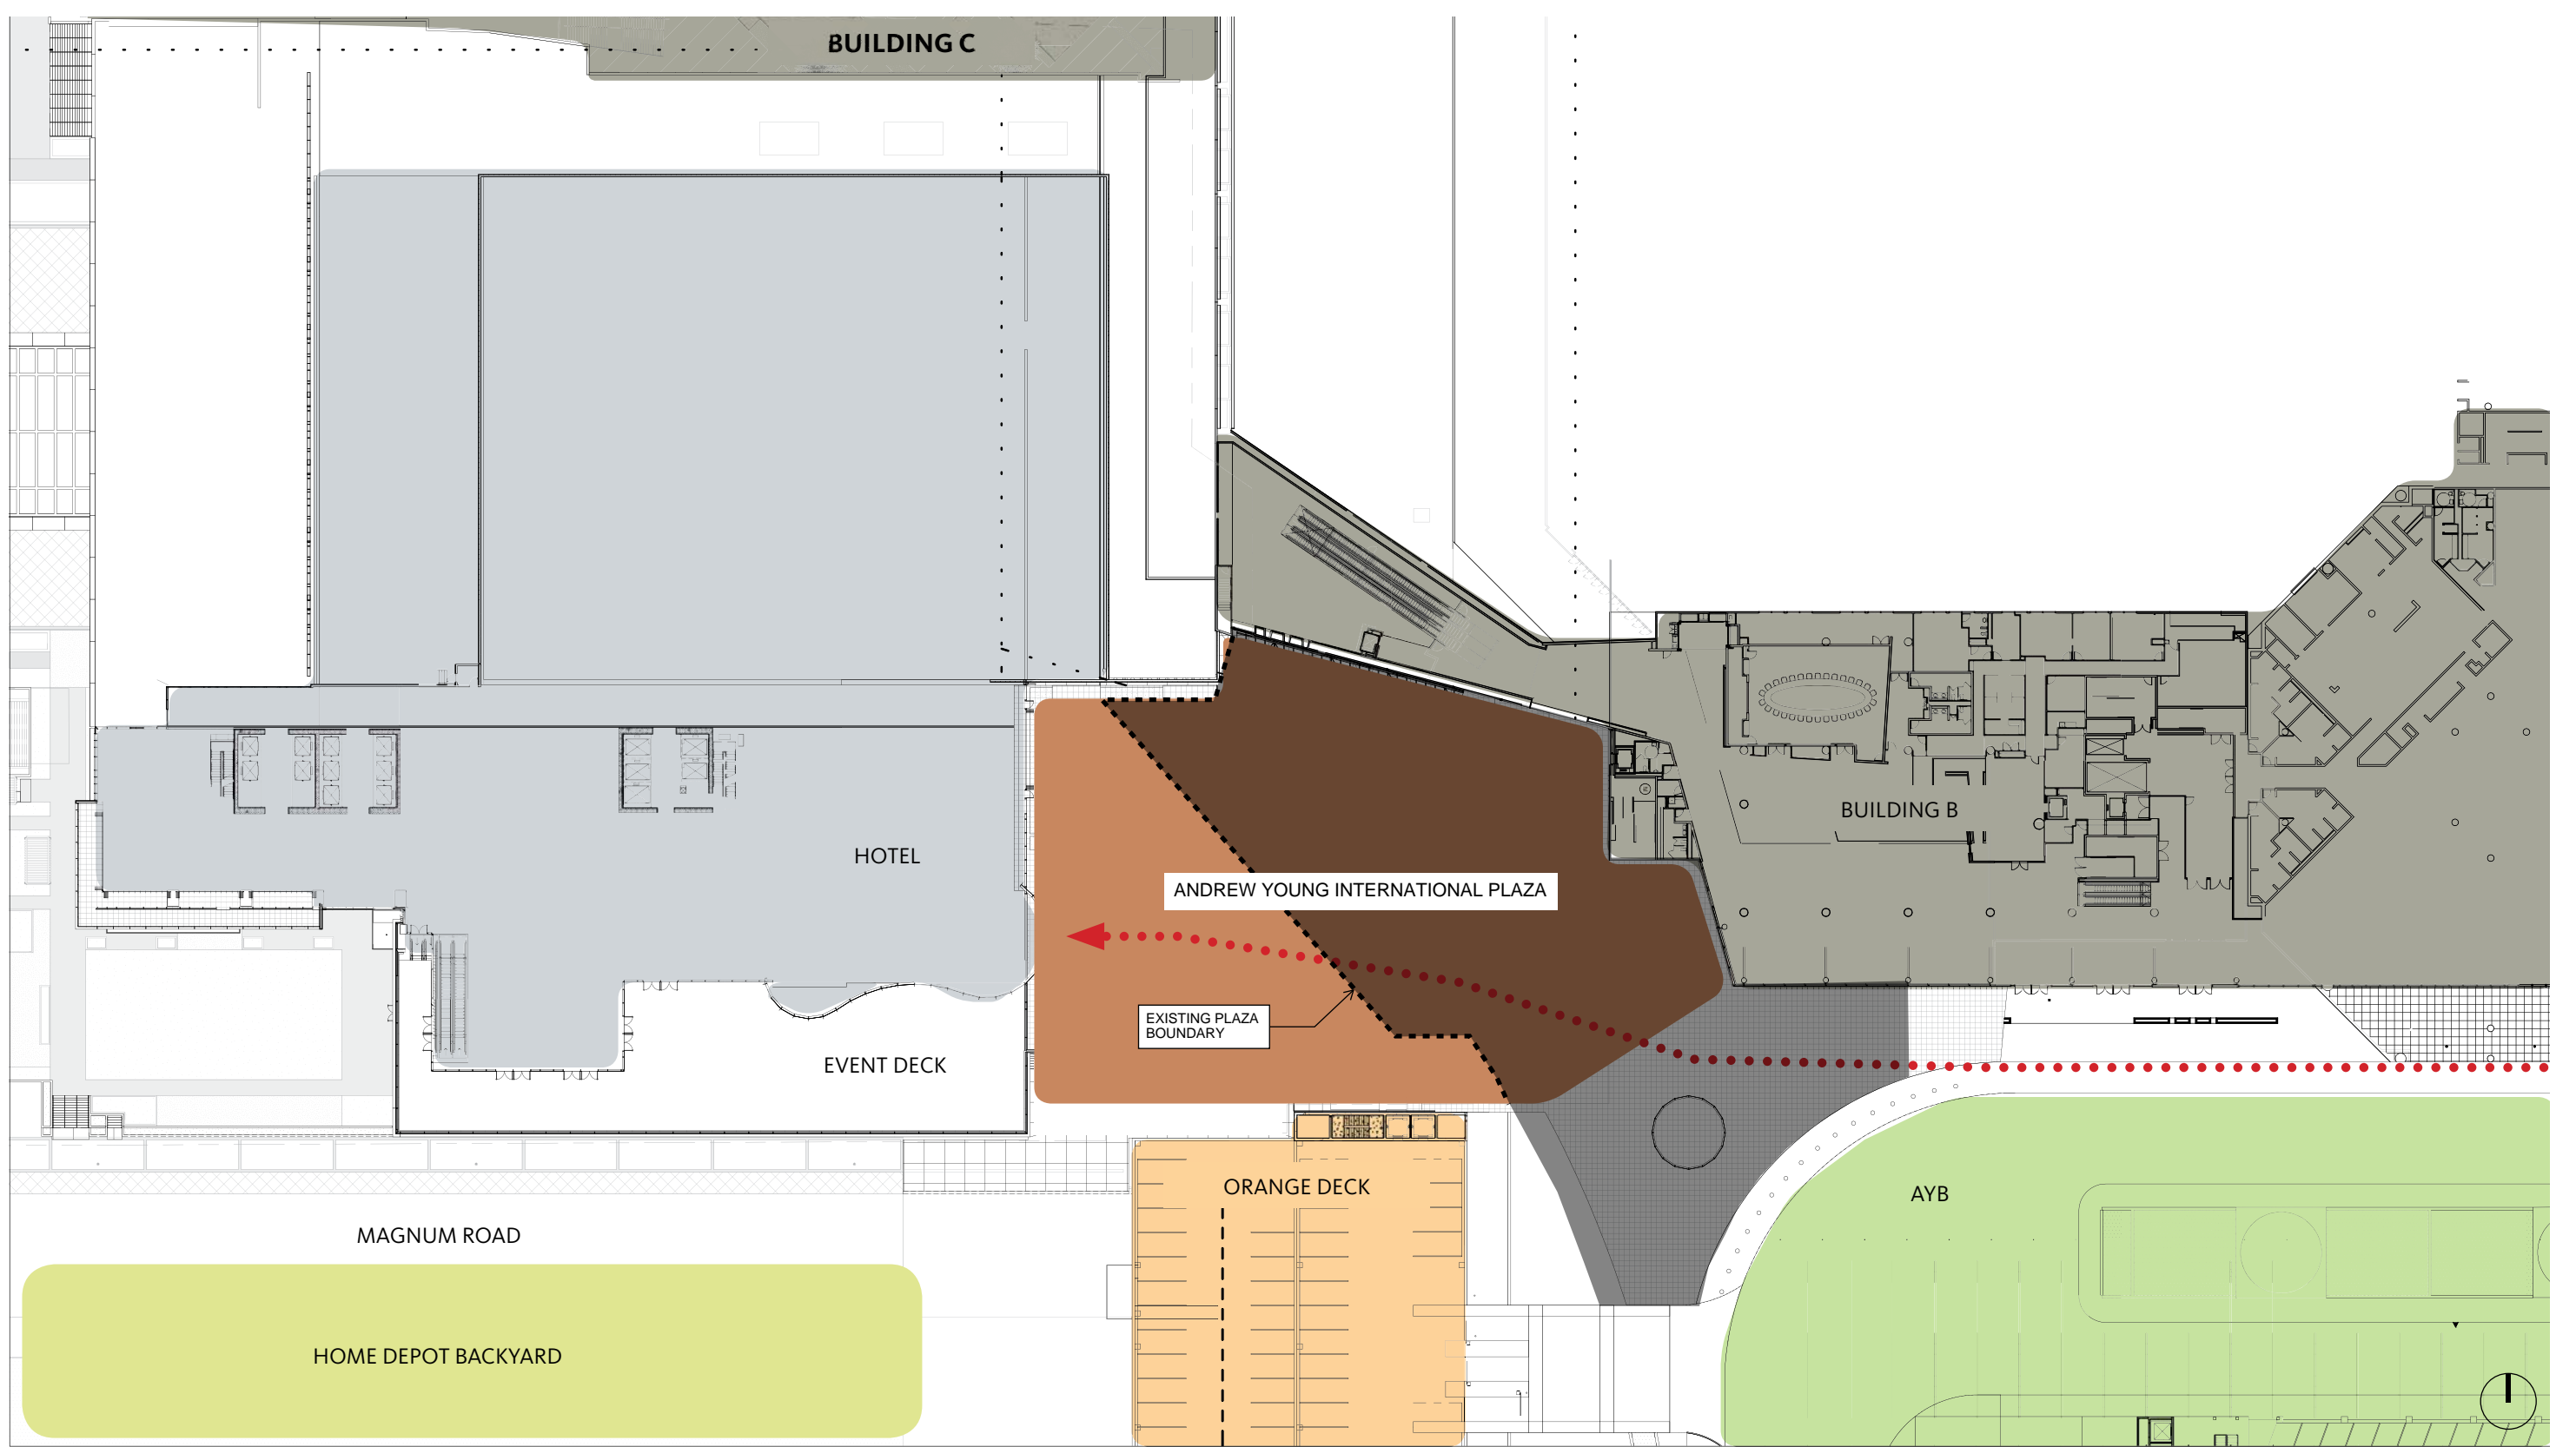 BUILDING C
BUILDING B
HOTEL
ANDREW YOUNG INTERNATIONAL PLAZA
EXISTING PLAZA
BOUNDARY
EVENT DECK
ORANGE DECK
AYB
MAGNUM ROAD
HOME DEPOT BACKYARD